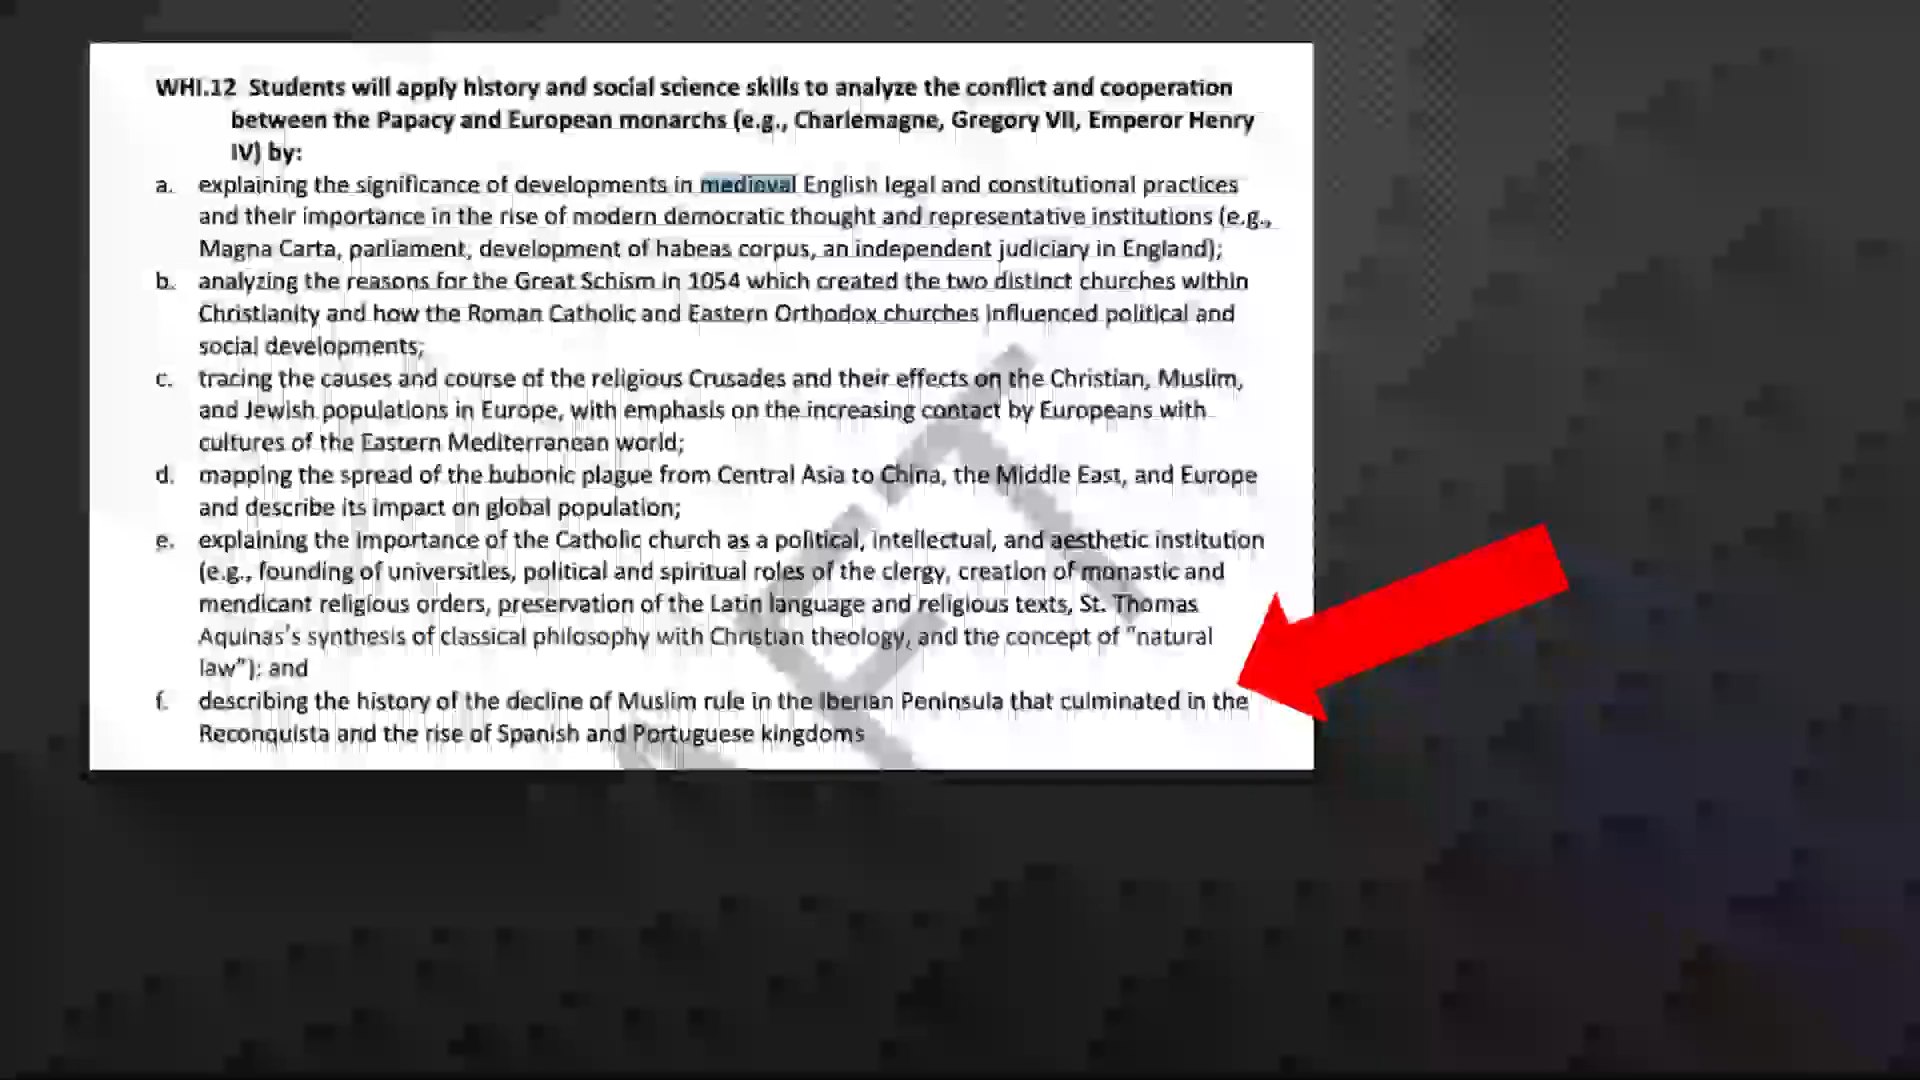 WHI.12 Students will apply history and social science skills to analyze the conflict and cooperation
between the Papacy and European monarchs (e.g., Charlemagne, Gregory VII, Emperor Henry
IV) by:
a. explaining the significance of developments in medieval English legal and constitutional practices
and their importance in the rise of modern democratic thought and representative institutions (e.g.,
Magna Carta, parliament, development of habeas corpus, an independent judiciary in England);
b. analyzing the reasons for the Great Schism in 1054 which created the two distinct churches within
Christianity and how the Roman Catholic and Eastern Orthodox churches influenced political and
social developments;
c. tracing the causes and course of the religious Crusades and their effects on the Christian, Muslim,
and Jewish populations in Europe, with emphasis on the increasing contact by Europeans with
cultures of the Eastern Mediterranean world;
d. mapping the spread of the bubonic plague from Central Asia to China, the Middle East, and Europe
and describe its impact on global population;
e. explaining the importance of the Catholic church as a political, intellectual, and aesthetic institution
(e.g., founding of universities, political and spiritual roles of the clergy, creation of monastic and
mendicant religious orders, preservation of the Latin language and religious texts, St. Thomas
Aquinas's synthesis of classical philosophy with Christian theology, and the concept of "natural
law"); and
f. describing the history of the decline of Muslim rule in the Iberian Peninsula that culminated in the
Reconquista and the rise of Spanish and Portuguese kingdoms